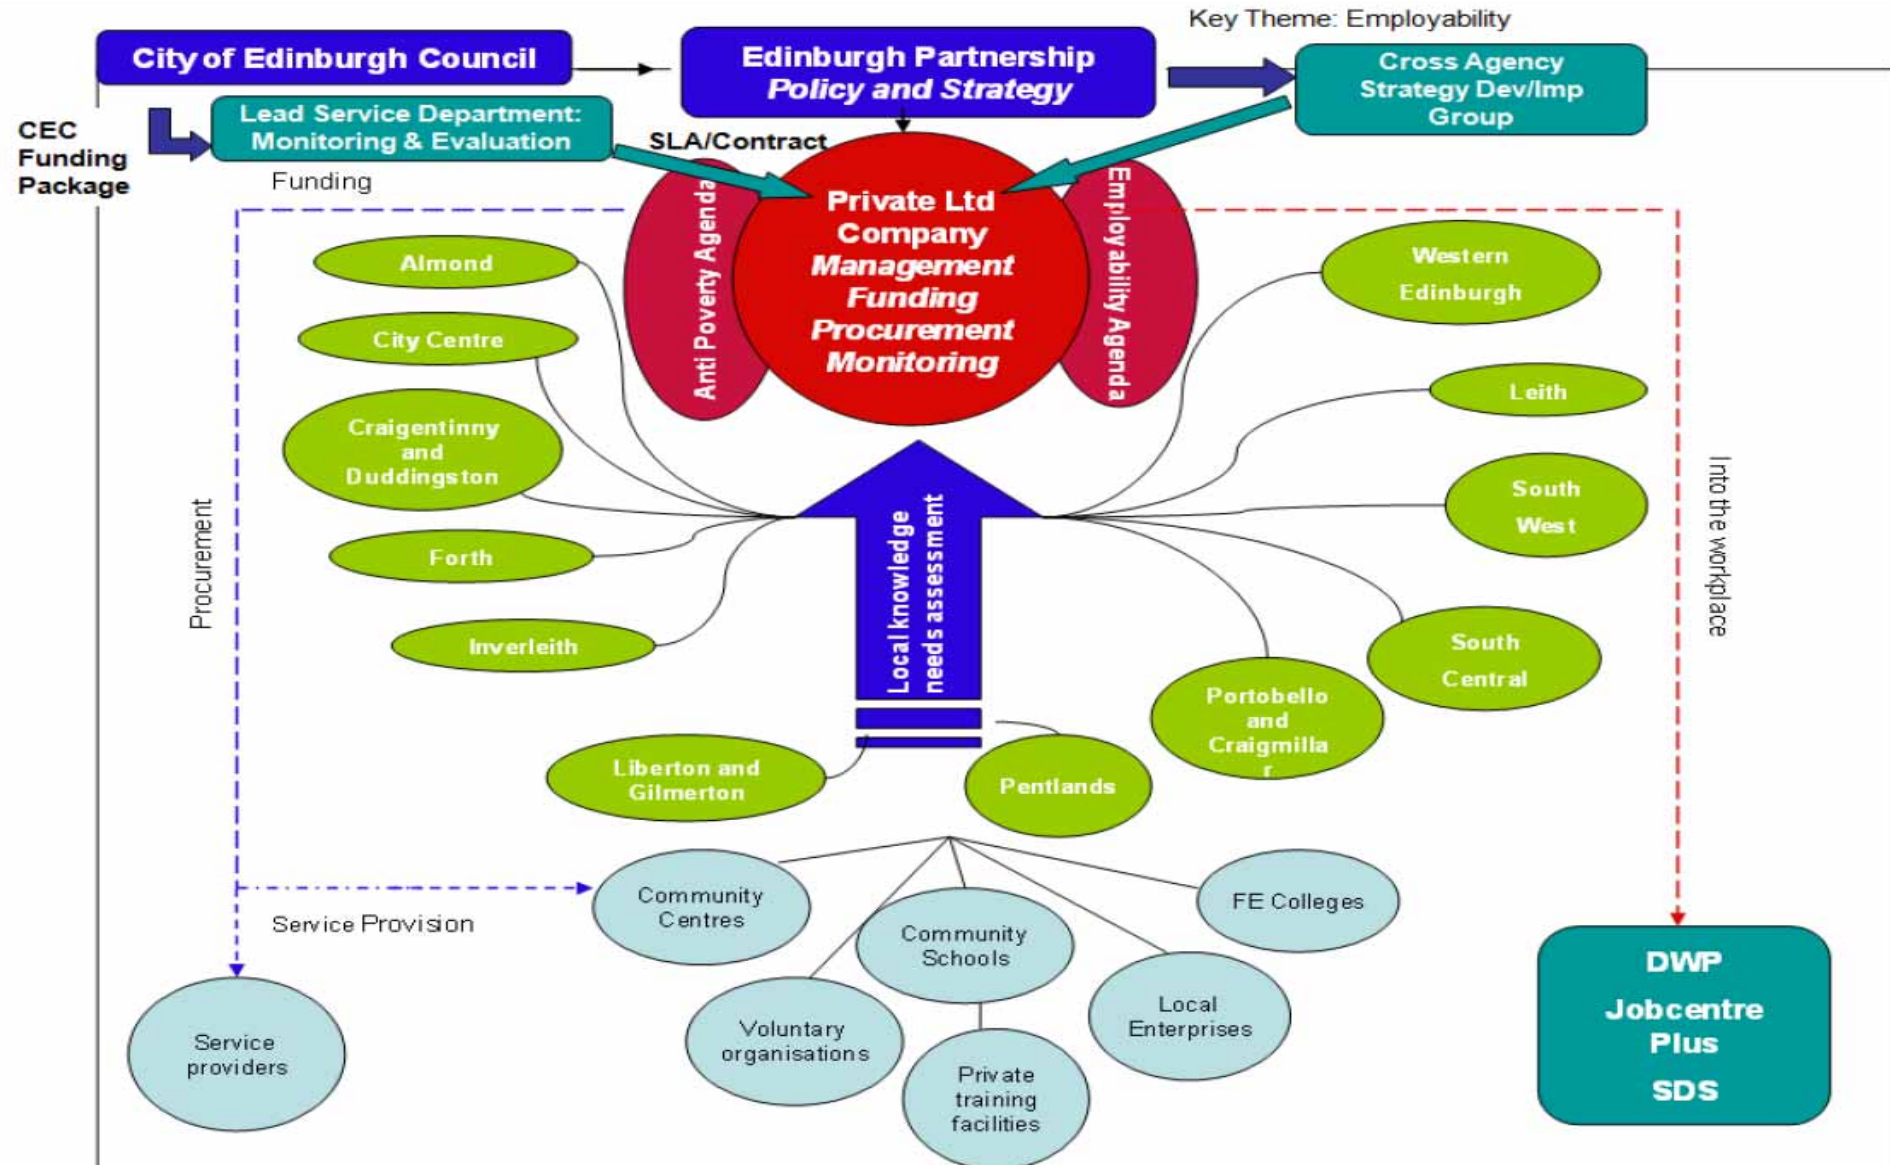 Key Theme: Employability
City of Edinburgh Council
Edinburgh Partnership
Policy and Strategy
Cross Agency
Strategy Dev/Imp
Group
CEC
Funding
Package
Lead Service Department:
Monitoring & Evaluation
SLA/Contract
Funding
Anti Poverty Agenda
Private Ltd
Company
Management
Funding
Procurement
Monitoring
Employability Agenda
Almond
City Centre
Craigentinny
and
Duddingston
Forth
Inverleith
Liberton and
Gilmerton
Western
Edinburgh
Leith
South
West
South
Central
Portobello
and
Craigmilla
r
Pentlands
Local knowledge
needs assessment
Procurement
Into the workplace
Service Provision
Service
providers
Community
Centres
Voluntary
organisations
Community
Schools
Private
training
facilities
Local
Enterprises
FE Colleges
DWP
Jobcentre
Plus
SDS